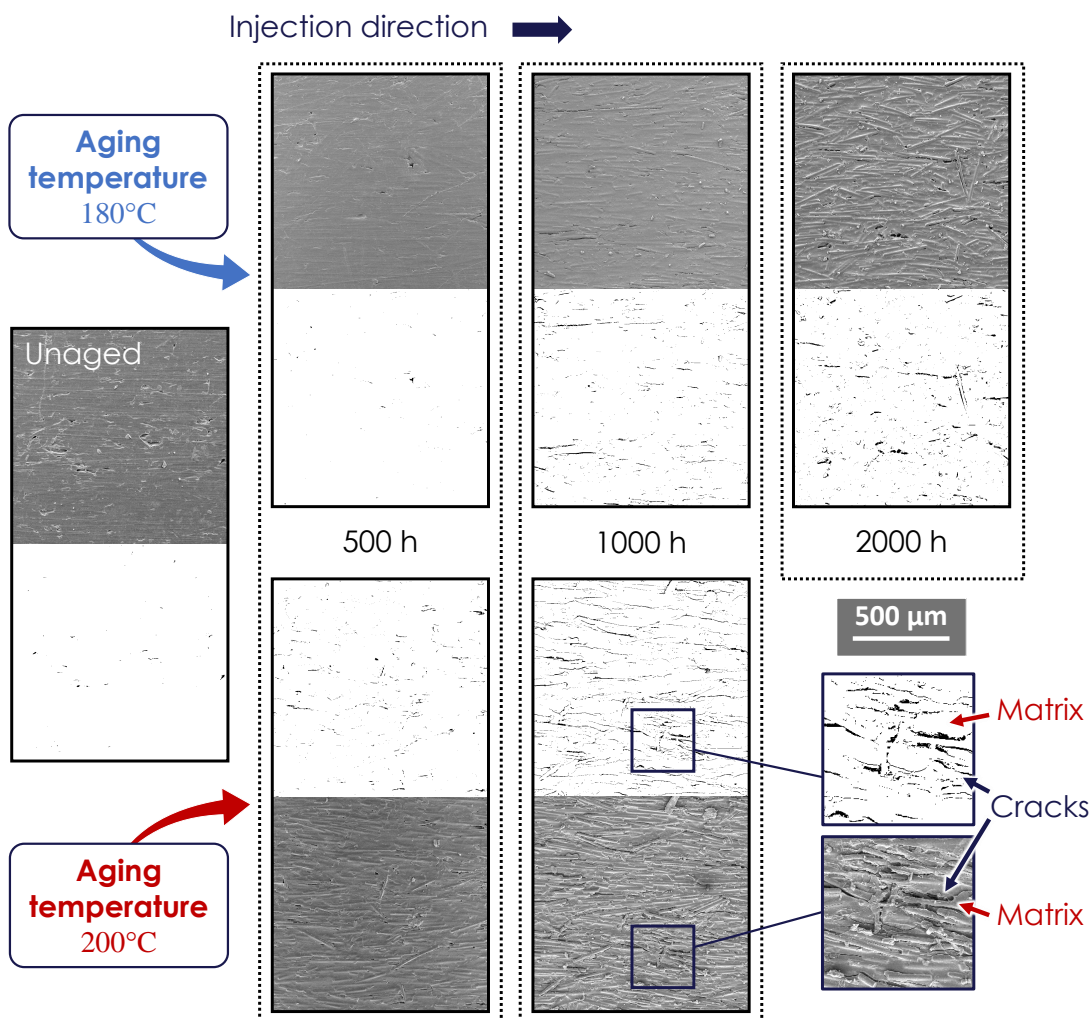 Injection direction
Aging
temperature
180°C
Unaged
500 h
1000 h
2000 h
500 µm
Matrix
Cracks
Matrix
Aging
temperature
200°C